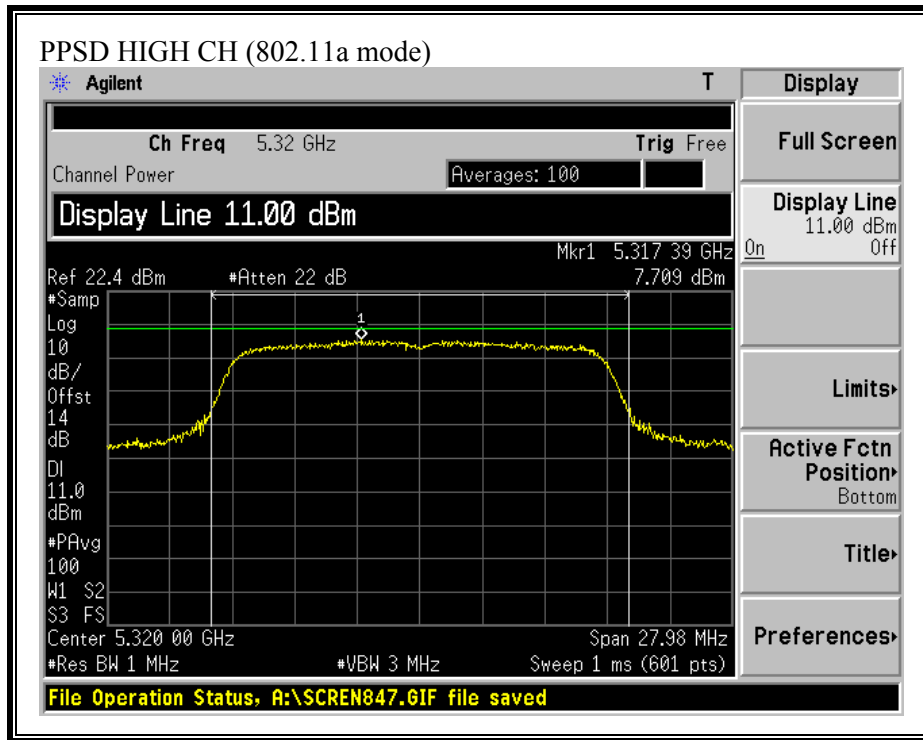 PPSD HIGH CH (802.11a mode)
Agilent T
Ch Freq 5.32 GHz Trig Free
Channel Power Averages: 100
Display Line 11.00 dBm
Mkr1 5.317 39 GHz
Ref 22.4 dBm #Atten 22 dB 7.709 dBm
#Samp
Log
10
dB/
Offst
14
dB
DI
11.0
dBm
#PAvg
100
W1 S2
S3 FS
1
Center 5.320 00 GHz Span 27.98 MHz
#Res BW 1 MHz #VBW 3 MHz Sweep 1 ms (601 pts)
File Operation Status, A:\SCREN847.GIF file saved
Display
Full Screen
Display Line
11.00 dBm
On Off
Limits
Active Fctn
Position
Bottom
Title
Preferences